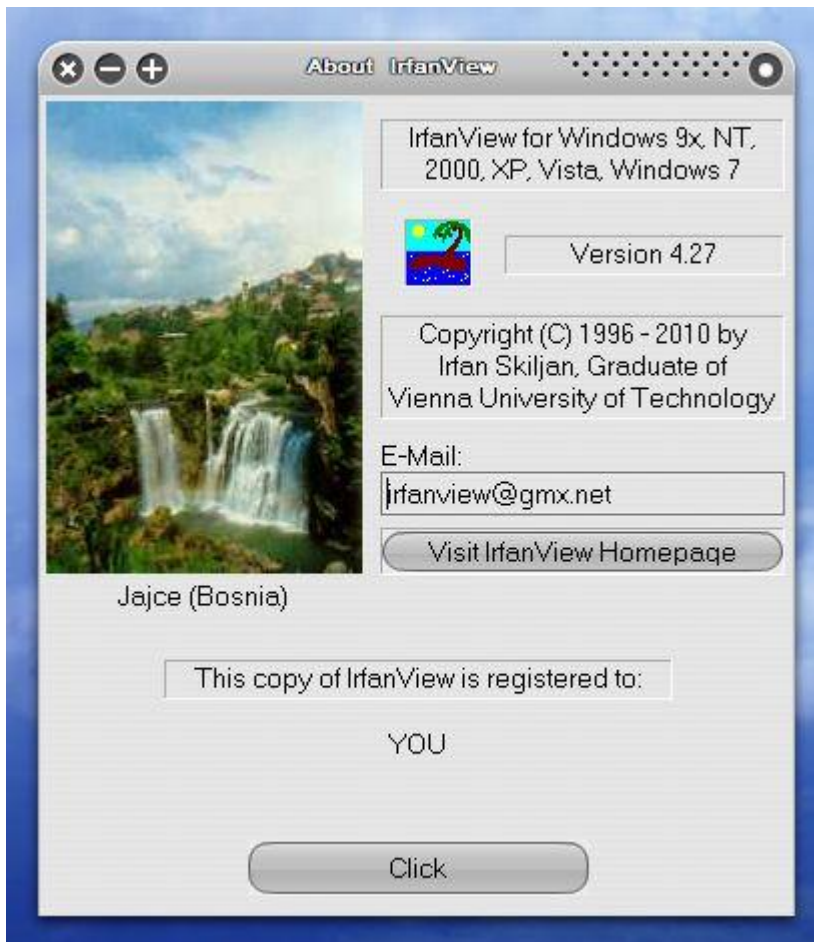 About IrfanView
IrfanView for Windows 9x, NT,
2000, XP, Vista, Windows 7
Version 4.27
Copyright (C) 1996 - 2010 by
Irfan Skiljan, Graduate of
Vienna University of Technology
E-Mail:
irfanview@gmx.net
Visit IrfanView Homepage
Jajce (Bosnia)
This copy of IrfanView is registered to:
YOU
Click